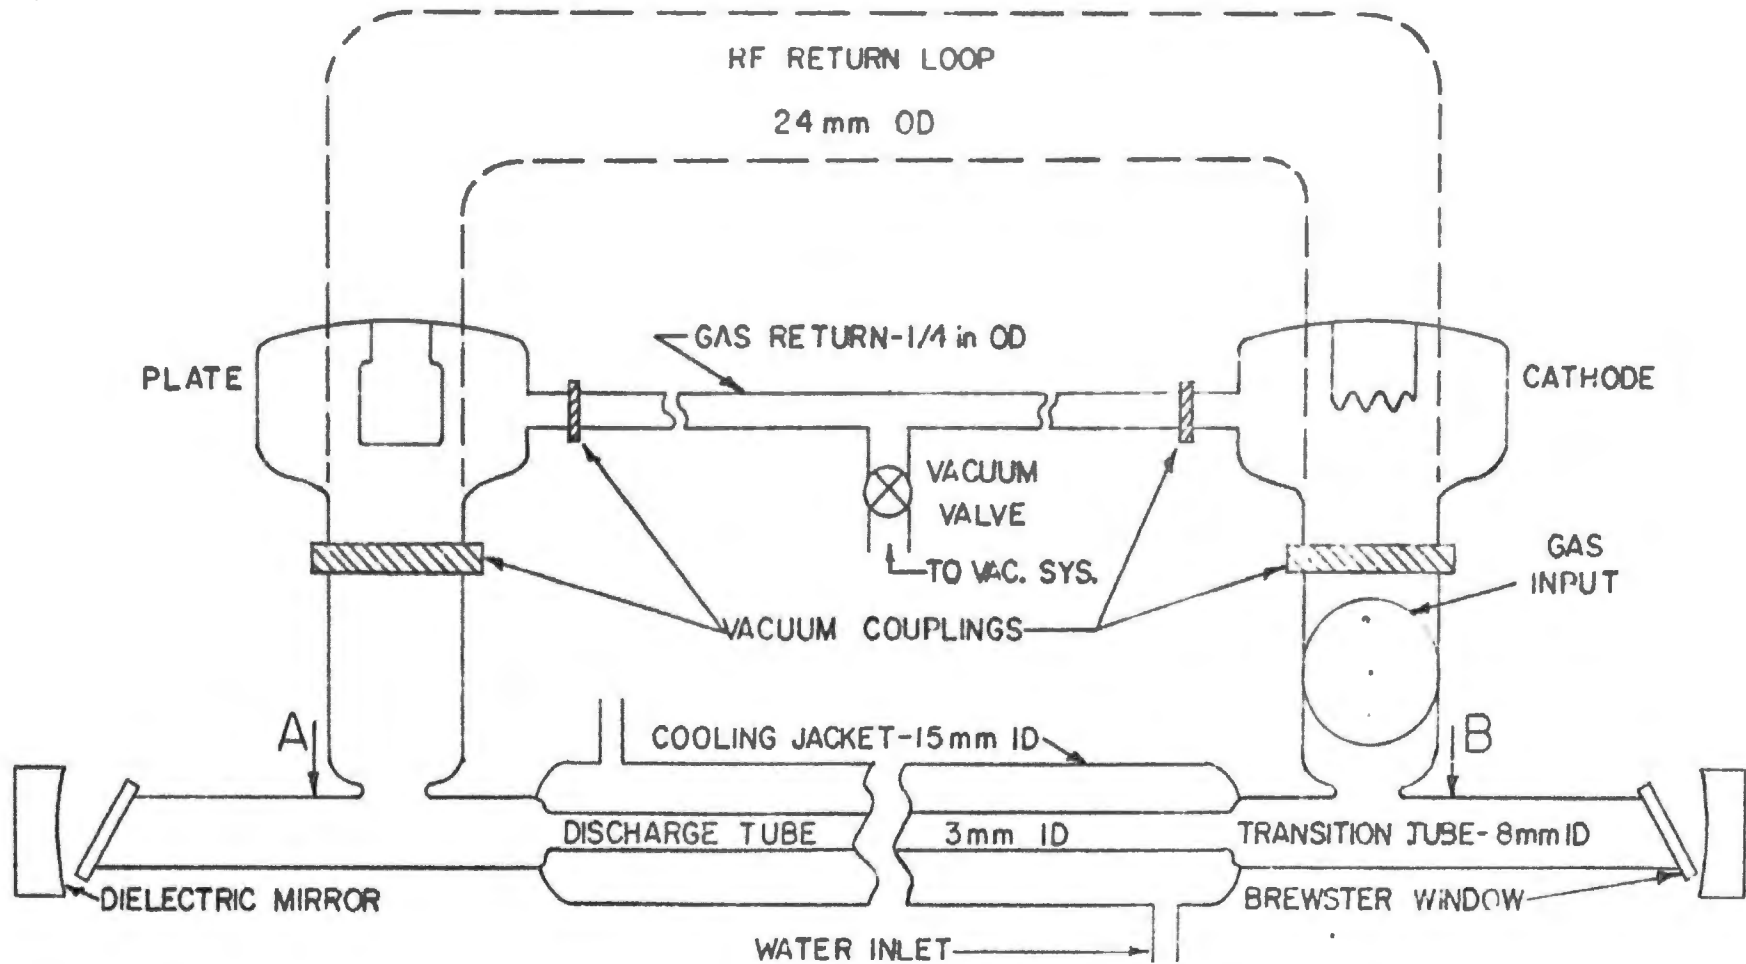 RF RETURN LOOP
24 mm OD
GAS RETURN-1/4 in OD
PLATE
CATHODE
VACUUM
VALVE
GAS
INPUT
TO VAC. SYS.
VACUUM COUPLINGS
A
COOLING JACKET-15mm ID
B
DISCHARGE TUBE
3mm ID
TRANSITION TUBE-8mm ID
DIELECTRIC MIRROR
BREWSTER WINDOW
WATER INLET